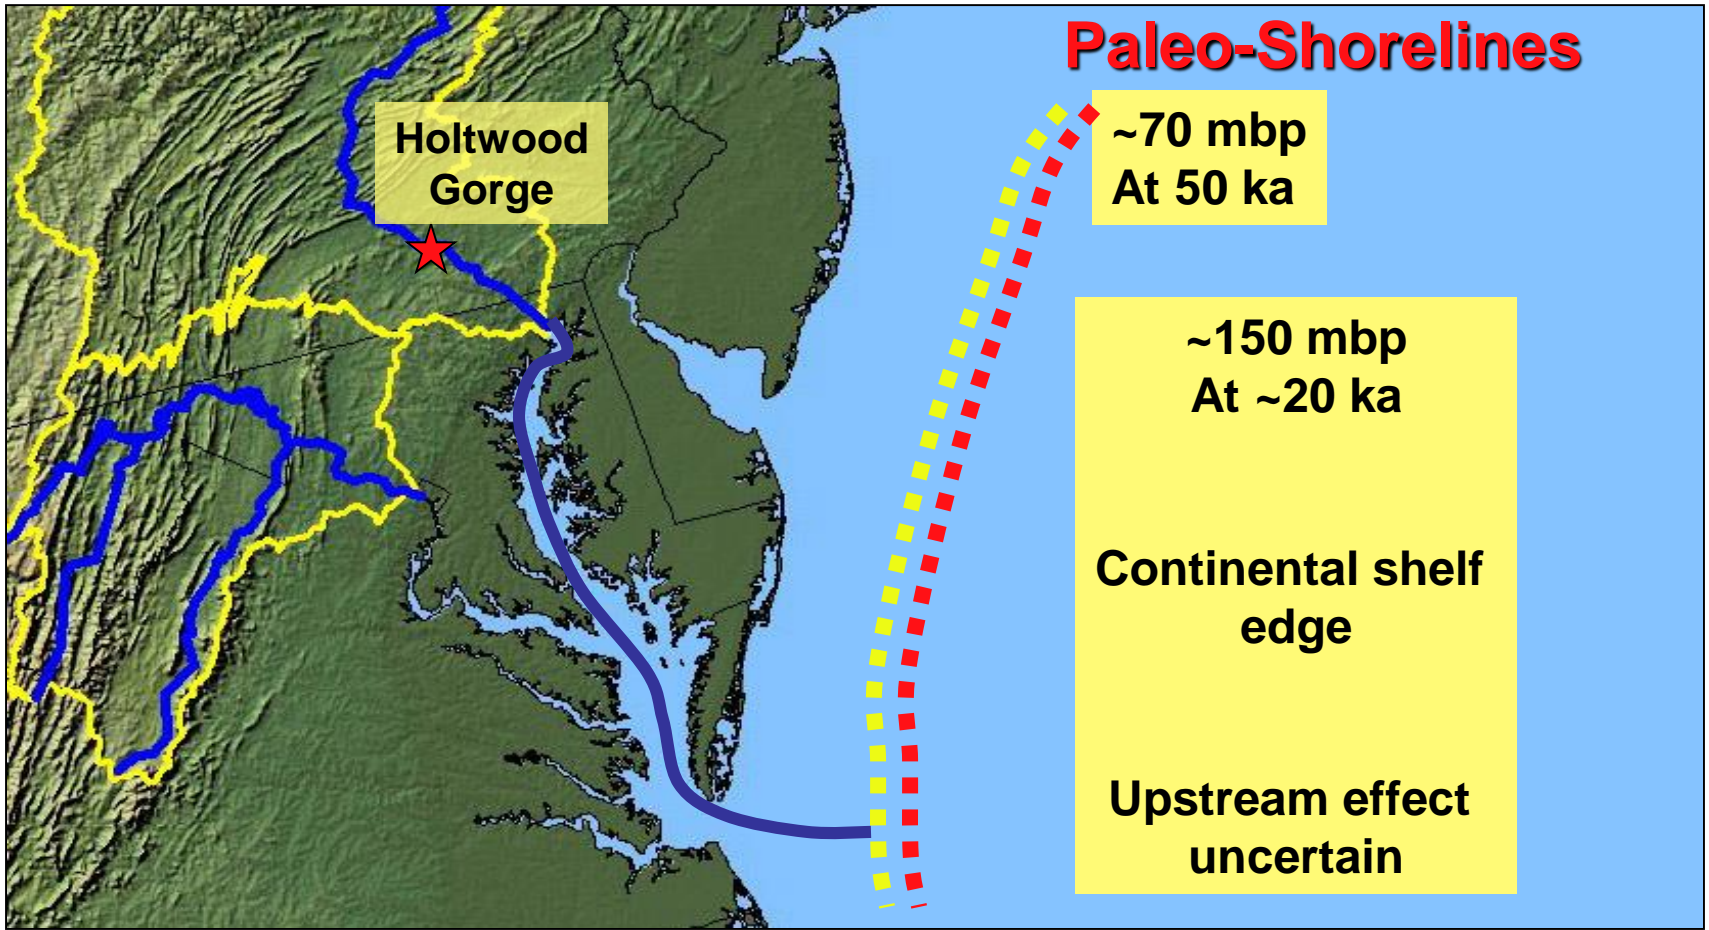 Paleo-Shorelines
Holtwood
Gorge
~70 mbp
At 50 ka
~150 mbp
At ~20 ka
Continental shelf
edge
Upstream effect
uncertain